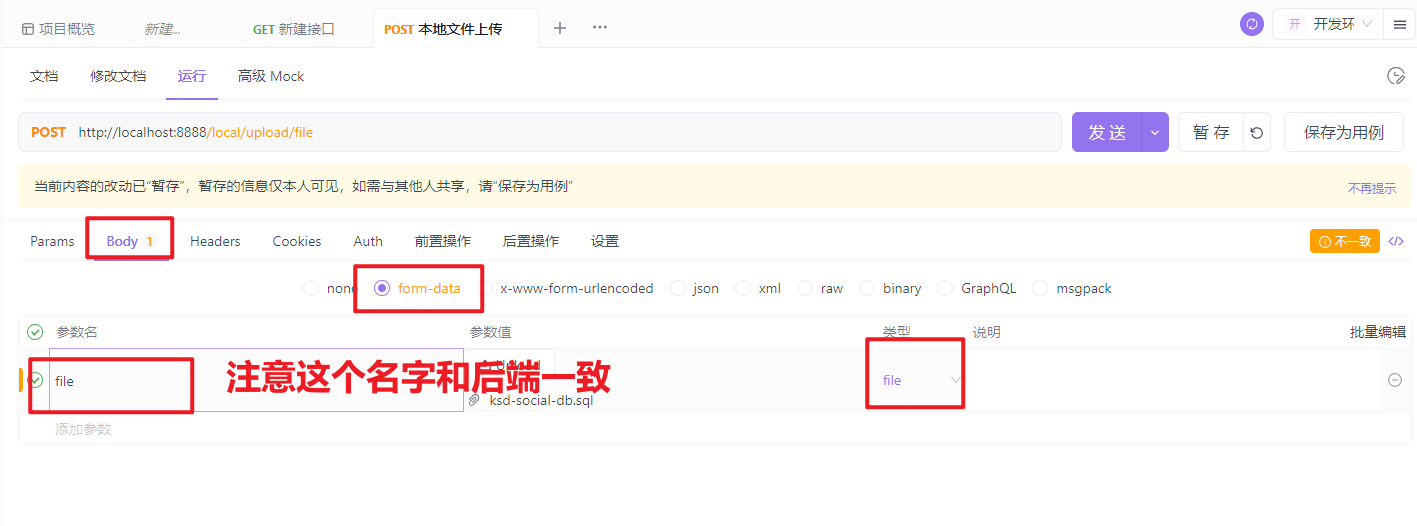 项目概览 新建... GET 新建接口 POST 本地文件上传 开 开发环
文档 修改文档 运行 高级 Mock
POST http://localhost:8888/local/upload/file 发 送 暂 存 保存为用例
当前内容的改动已“暂存”，暂存的信息仅本人可见，如需与其他人共享，请“保存为用例” 不再提示
Params Body 1 Headers Cookies Auth 前置操作 后置操作 设置 不一致 </>
none form-data x-www-form-urlencoded json xml raw binary GraphQL msgpack
参数名 参数值 类型 说明 批量编辑
file 注意这个名字和后端一致 file
ksd-social-db.sql
添加参数